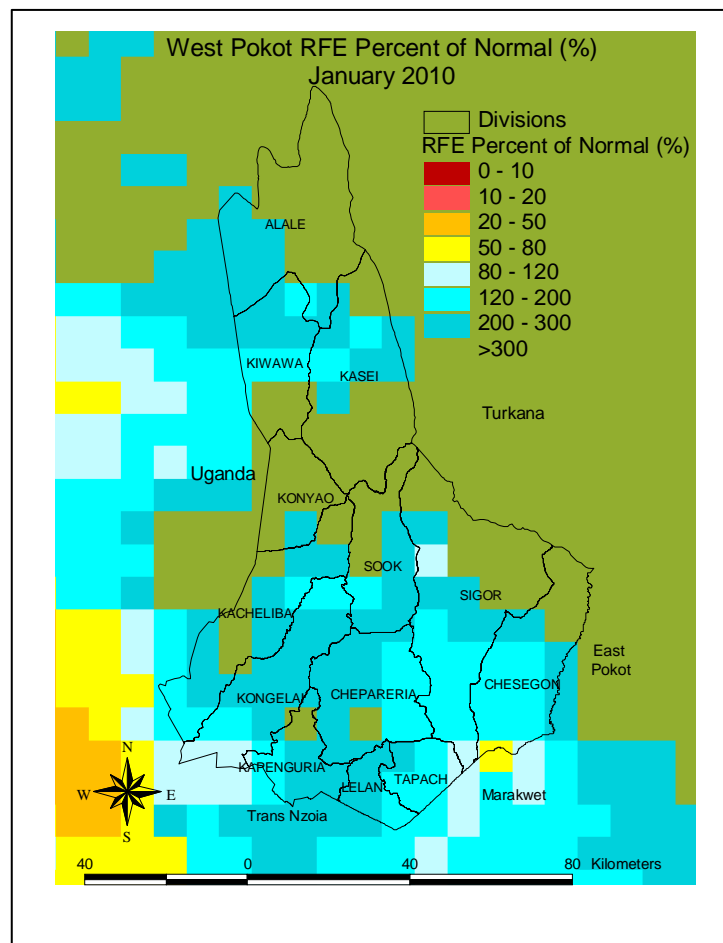 West Pokot RFE Percent of Normal (%)
January 2010
Divisions
RFE Percent of Normal (%)
0 - 10
10 - 20
20 - 50
50 - 80
80 - 120
120 - 200
200 - 300
>300
ALALE
KIWAWA
KASEI
Turkana
Uganda
KONYAO
SOOK
SIGOR
KACHELIBA
East
Pokot
CHESEGON
KONGELAI
CHEPARERIA
N
KAPENGURIA
TAPACH
LELAN
W
E
Marakwet
Trans Nzoia
S
40
0
40
80
Kilometers